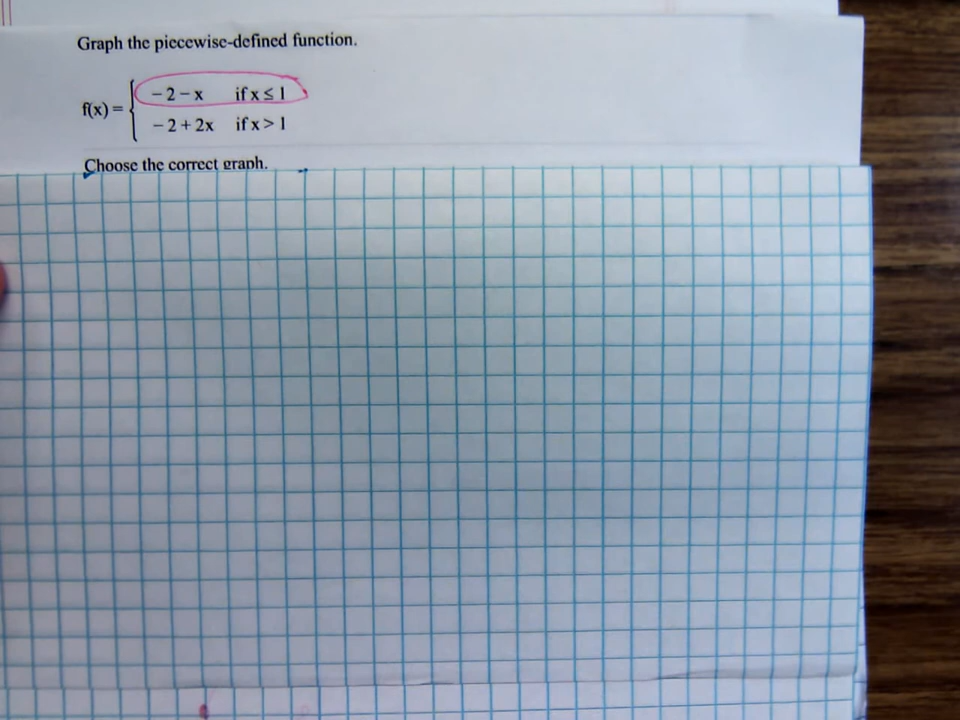 Graph the piecewise-defined function.
f(x) = { -2-x if x ≤ 1
-2+2x if x > 1
Choose the correct graph.